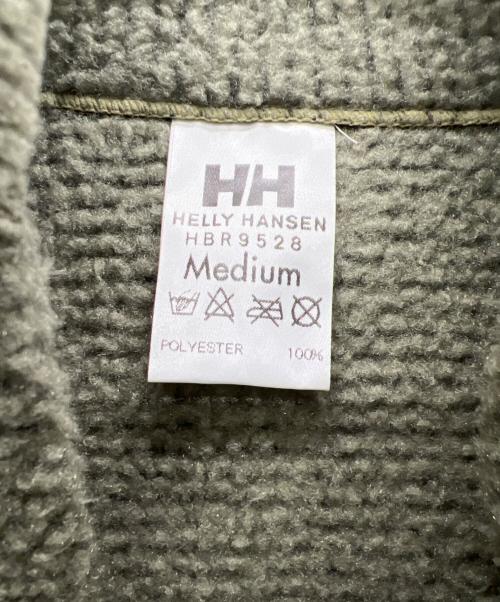 HH
HELLY HANSEN
HBR9528
Medium
POLYESTER 100%